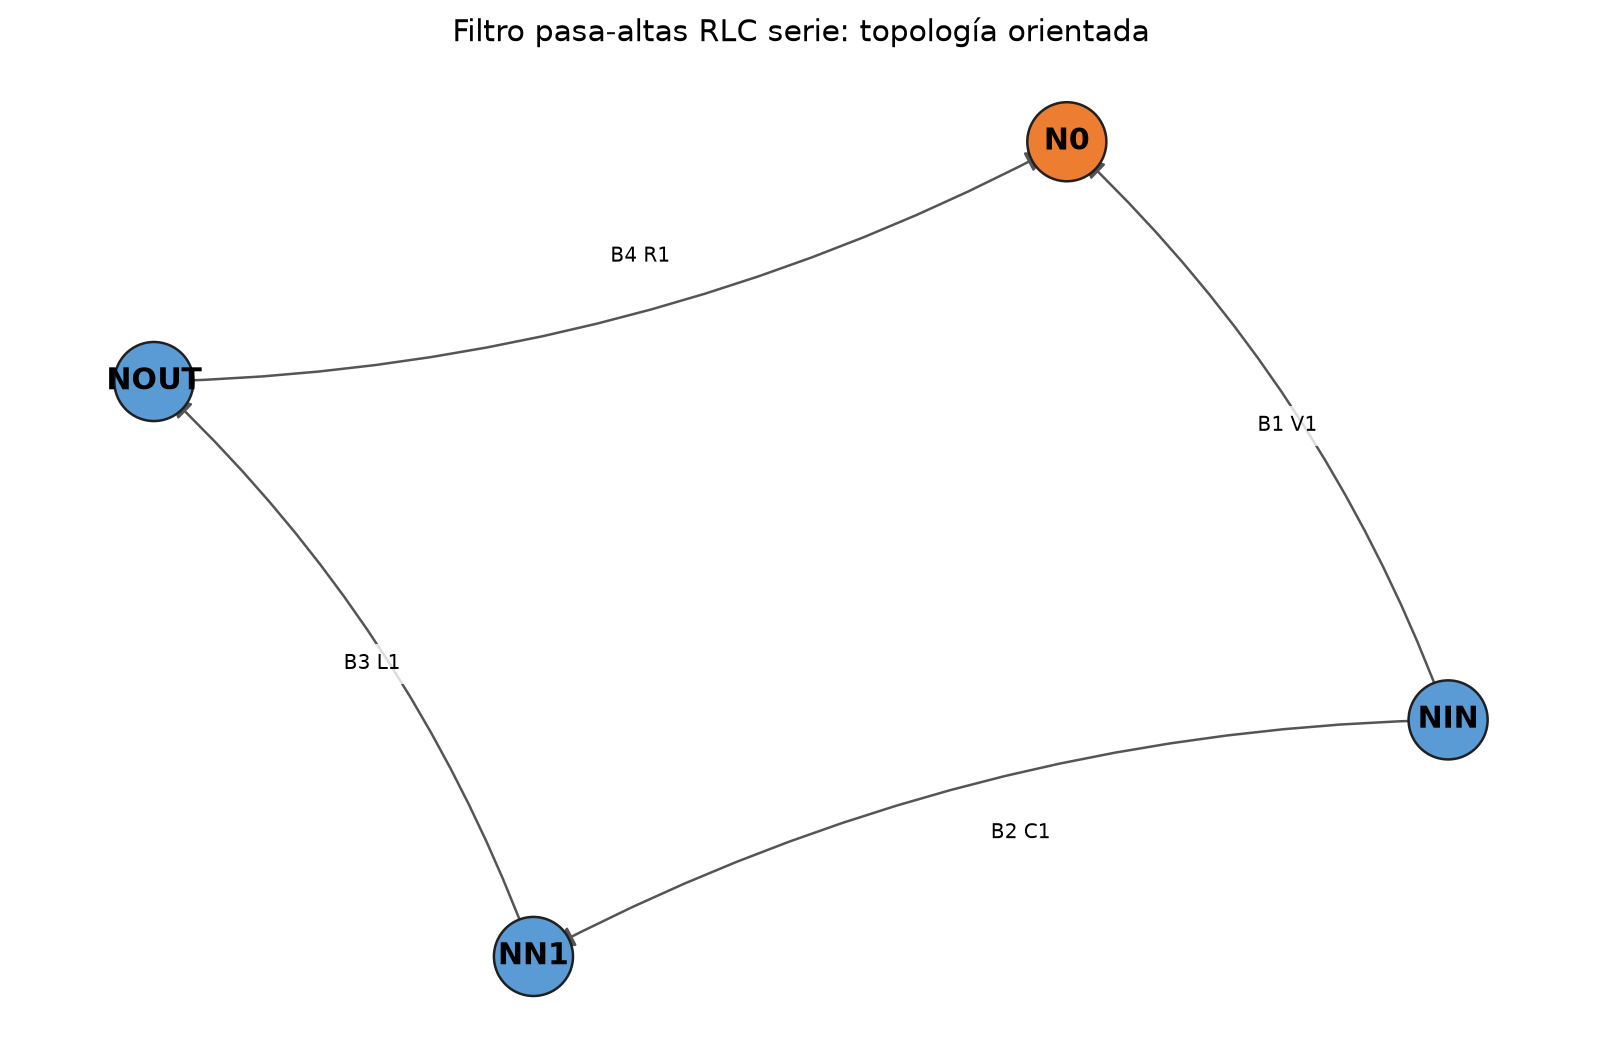 Filtro pasa-altas RLC serie: topología orientada
N0
B4 R1
NOUT
B1 V1
B3 L1
NIN
B2 C1
NN1